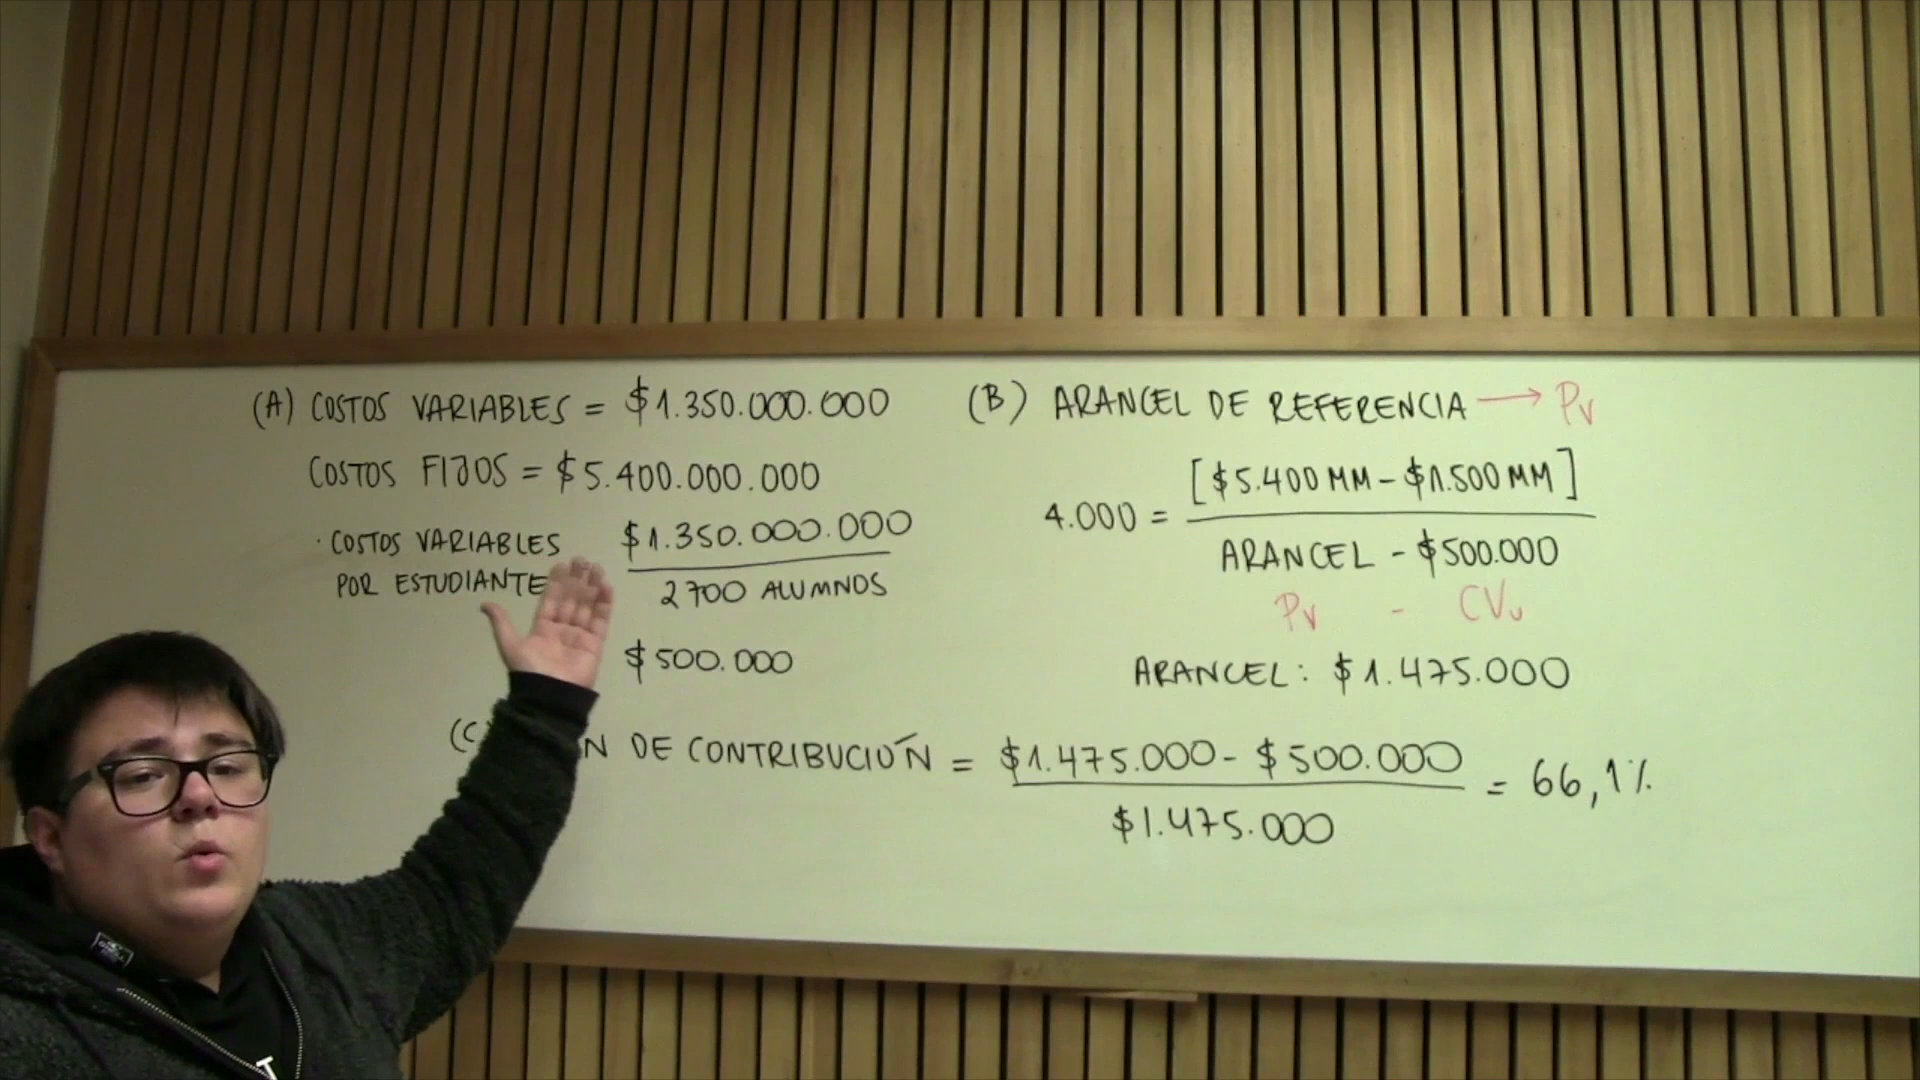 (A) COSTOS VARIABLES = $1.350.000.000
COSTOS FIJOS = $5.400.000.000
· COSTOS VARIABLES
POR ESTUDIANTE
$1.350.000.000
2700 ALUMNOS
$500.000
(B) ARANCEL DE REFERENCIA → Pv
4.000 = [$5.400 MM - $1.500 MM]
ARANCEL - $500.000
Pv - CVu
ARANCEL: $1.475.000
(C) N DE CONTRIBUCIÓN = $1.475.000 - $500.000 = 66,1%
$1.475.000